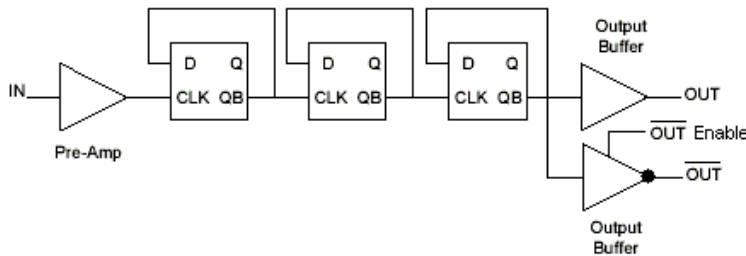 Output
Buffer
D Q
D Q
D Q
IN
CLK QB
CLK QB
CLK QB
OUT
OUT Enable
Pre-Amp
OUT
Output
Buffer